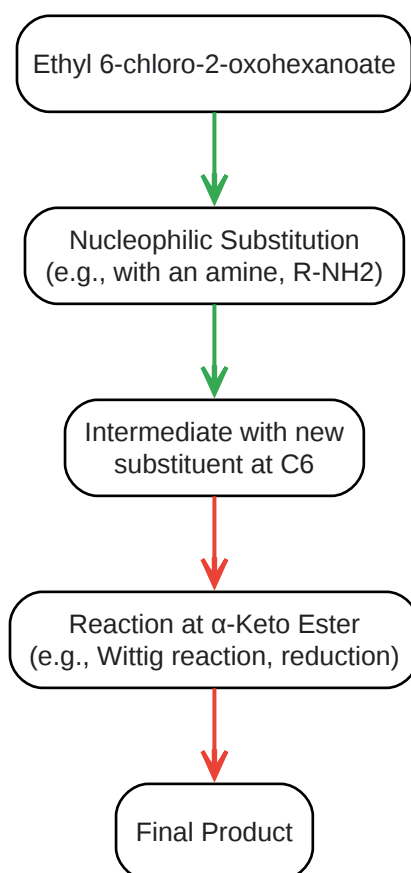 Ethyl 6-chloro-2-oxohexanoate
Nucleophilic Substitution
(e.g., with an amine, R-NH2)
Intermediate with new
substituent at C6
Reaction at α-Keto Ester
(e.g., Wittig reaction, reduction)
Final Product